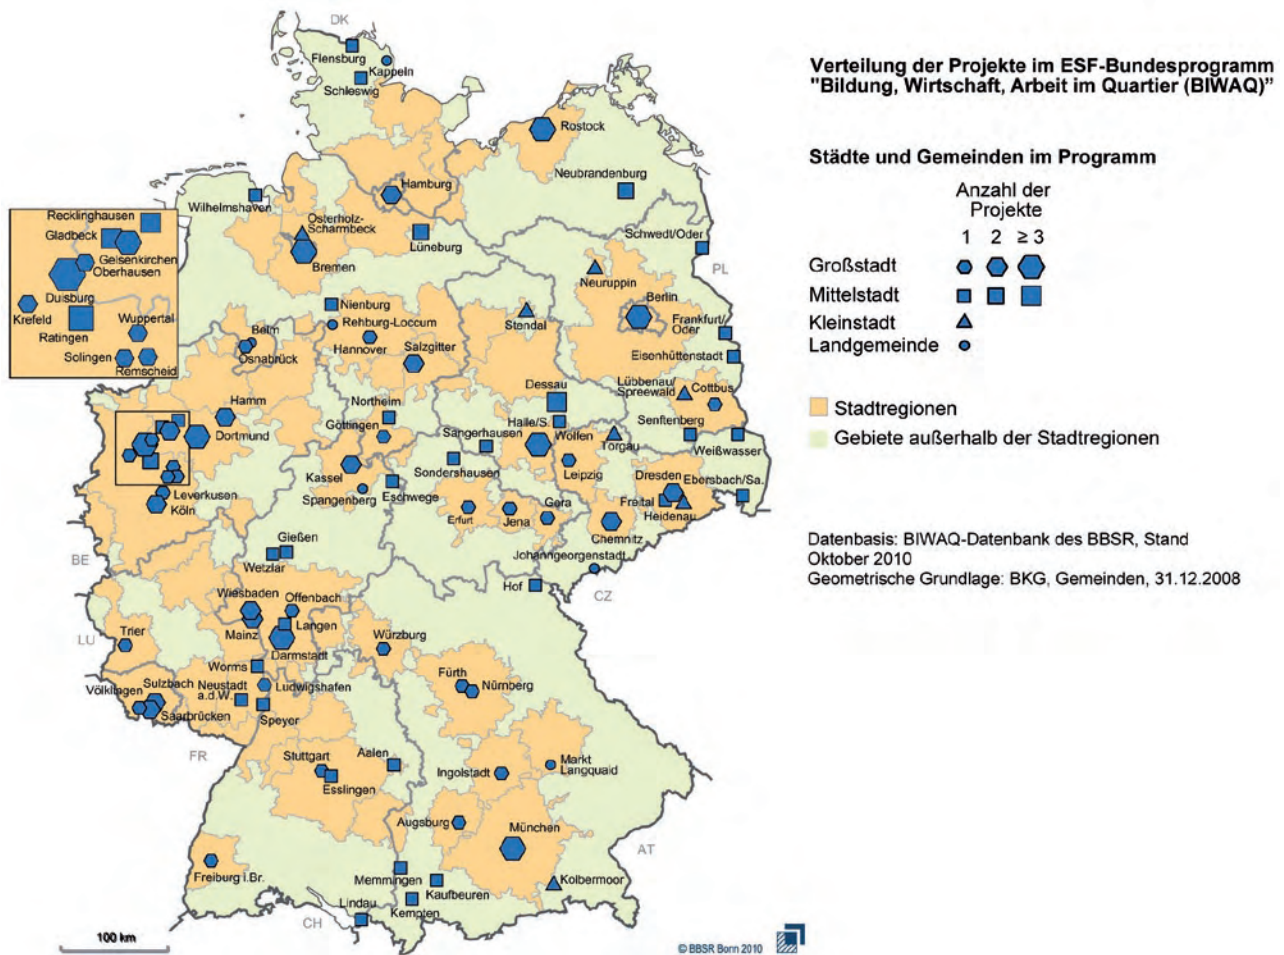 DK
Flensburg
Kappeln
Schleswig
Rostock
Neubrandenburg
Hamburg
Wilhelmshaven
Osterholz-
Scharmbeck
Lüneburg
Bremen
Schwedt/Oder
PL
Neuruppin
Recklinghausen
Gladbeck
Gelsenkirchen
Oberhausen
Duisburg
Krefeld
Wuppertal
Ratingen
Solingen
Remscheid
Nienburg
Rehburg-Loccum
Belm
Osnabrück
Hannover
Salzgitter
Stendal
Berlin
Frankfurt/
Oder
Eisenhüttenstadt
Lübbenau/
Spreewald
Cottbus
Dessau
Hamm
Northeim
Göttingen
Dortmund
Halle/S.
Wolfen
Sangerhausen
Torgau
Senftenberg
Weißwasser
Kassel
Sondershausen
Leipzig
Dresden
Ebersbach/Sa.
Spangenberg
Eschwege
Leverkusen
Köln
Erfurt
Jena
Gera
Freital
Heidenau
Chemnitz
Gießen
Wetzlar
Johanngeorgenstadt
BE
Hof
CZ
Wiesbaden
Offenbach
Langen
Mainz
Darmstadt
Würzburg
LU
Trier
Worms
Fürth
Nürnberg
Völklingen
Sulzbach
Neustadt
a.d.W.
Ludwigshafen
Saarbrücken
Speyer
FR
Stuttgart
Aalen
Esslingen
Ingolstadt
Markt
Langquaid
Augsburg
München
AT
Freiburg i.Br.
Memmingen
Kaufbeuren
Kolbermoor
Lindau
Kempten
CH
100 km
© BBSR Bonn 2010
Verteilung der Projekte im ESF-Bundesprogramm
"Bildung, Wirtschaft, Arbeit im Quartier (BIWAQ)"
Städte und Gemeinden im Programm
Anzahl der
Projekte
1 2 ≥ 3
Großstadt
Mittelstadt
Kleinstadt
Landgemeinde
Stadtregionen
Gebiete außerhalb der Stadtregionen
Datenbasis: BIWAQ-Datenbank des BBSR, Stand
Oktober 2010
Geometrische Grundlage: BKG, Gemeinden, 31.12.2008